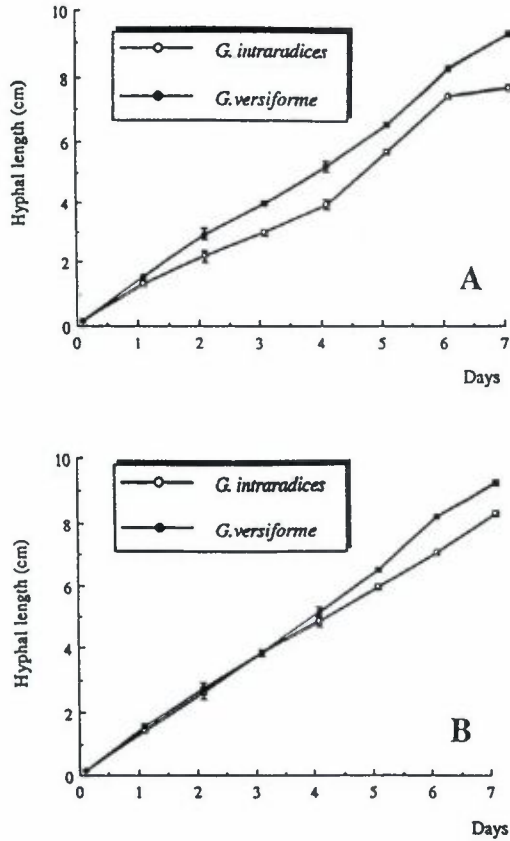 10
8
6
4
2
0
Hyphal length (cm)
G. intraradices
G. versiforme
A
0 1 2 3 4 5 6 7
Days
10
8
6
4
2
0
Hyphal length (cm)
G. intraradices
G. versiforme
B
0 1 2 3 4 5 6 7
Days